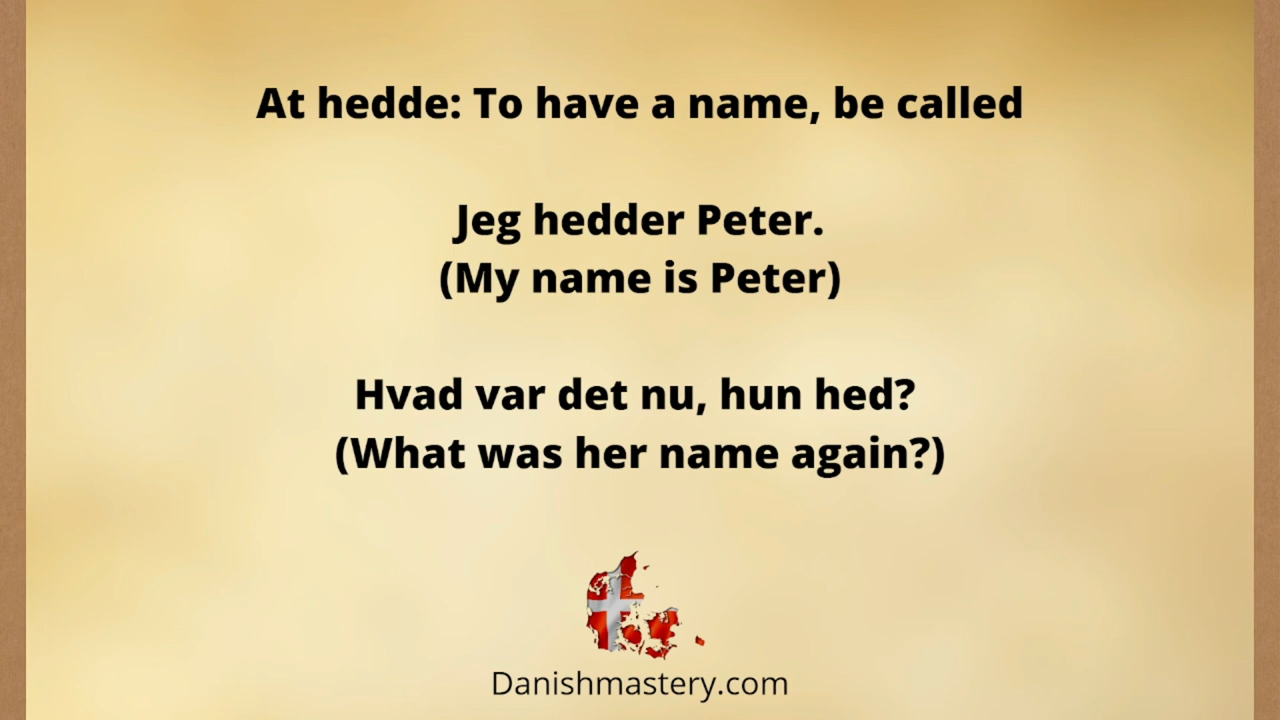 At hedde: To have a name, be called
Jeg hedder Peter.
(My name is Peter)
Hvad var det nu, hun hed?
(What was her name again?)
Danishmastery.com